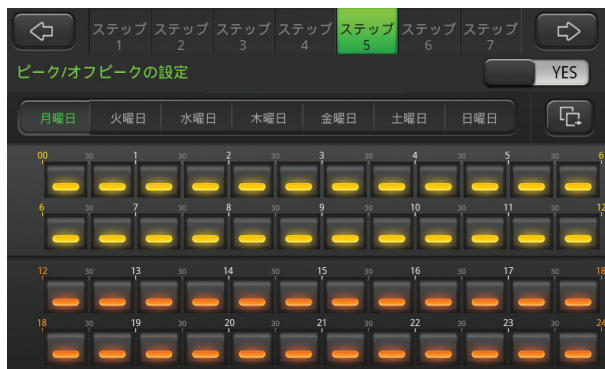 ステップ 1 ステップ 2 ステップ 3 ステップ 4 ステップ 5 ステップ 6 ステップ 7
ピーク/オフピークの設定 YES
月曜日 火曜日 水曜日 木曜日 金曜日 土曜日 日曜日
00 30 1 30 2 30 3 30 4 30 5 30 6
6 30 7 30 8 30 9 30 10 30 11 30 12
12 30 13 30 14 30 15 30 16 30 17 30 18
18 30 19 30 20 30 21 30 22 30 23 30 24